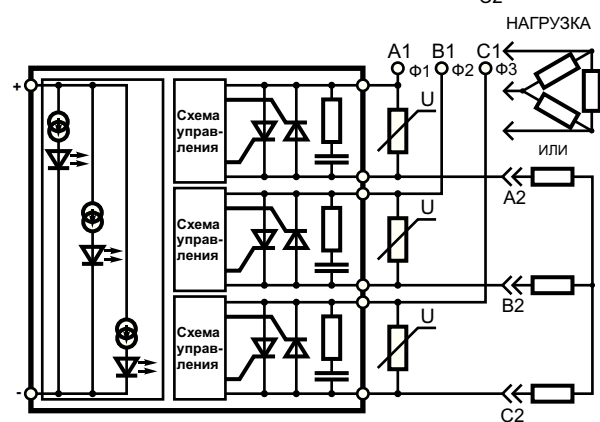 C2
НАГРУЗКА
A1 B1 C1
Ф1 Ф2 Ф3
+
U
Схема
управ-
ления
ИЛИ
A2
U
Схема
управ-
ления
B2
U
Схема
управ-
ления
-
C2